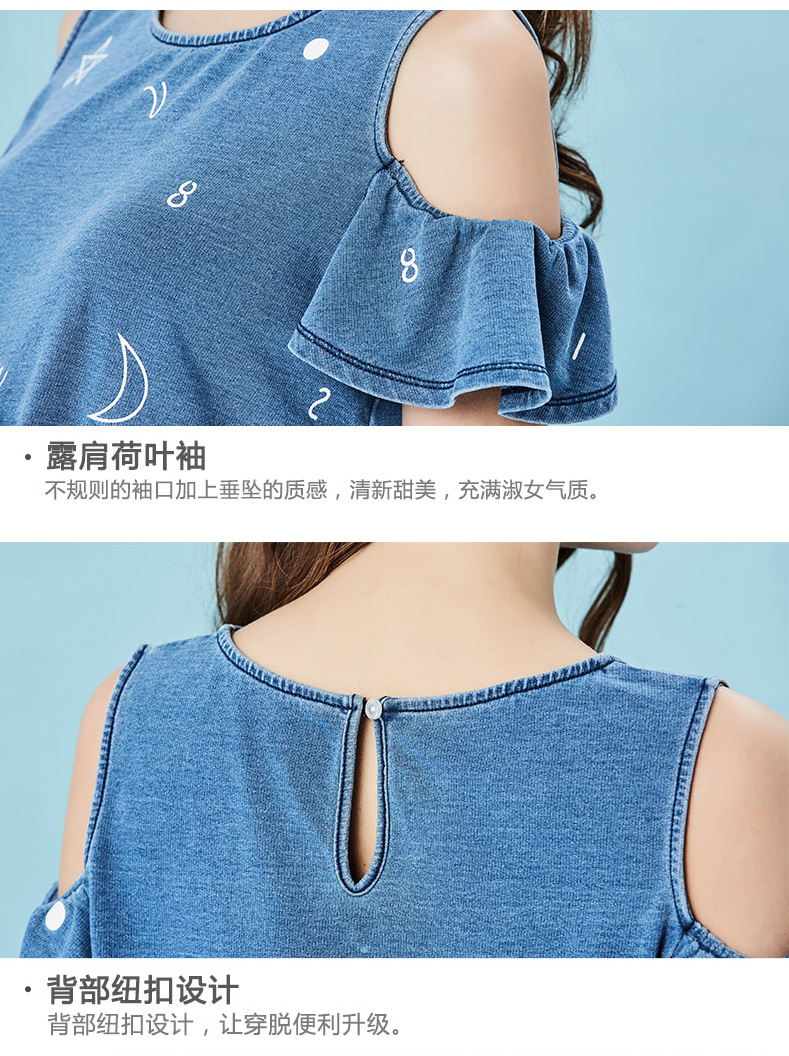 8
8
· 露肩荷叶袖
不规则的袖口加上垂坠的质感，清新甜美，充满淑女气质。
· 背部纽扣设计
背部纽扣设计，让穿脱便利升级。